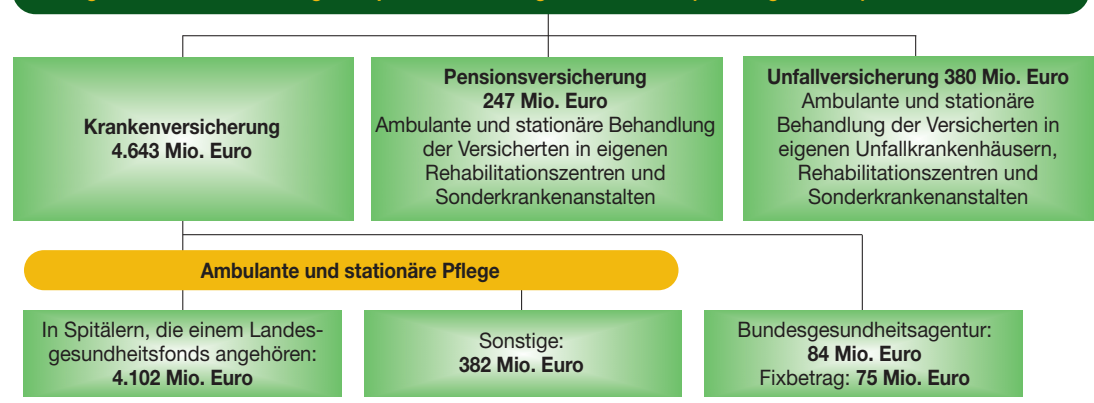 Krankenversicherung
4.643 Mio. Euro
Pensionsversicherung
247 Mio. Euro
Ambulante und stationäre Behandlung
der Versicherten in eigenen
Rehabilitationszentren und
Sonderkrankenanstalten
Unfallversicherung 380 Mio. Euro
Ambulante und stationäre
Behandlung der Versicherten in
eigenen Unfallkrankenhäusern,
Rehabilitationszentren und
Sonderkrankenanstalten
Ambulante und stationäre Pflege
In Spitälern, die einem Landes-
gesundheitsfonds angehören:
4.102 Mio. Euro
Sonstige:
382 Mio. Euro
Bundesgesundheitsagentur:
84 Mio. Euro
Fixbetrag: 75 Mio. Euro